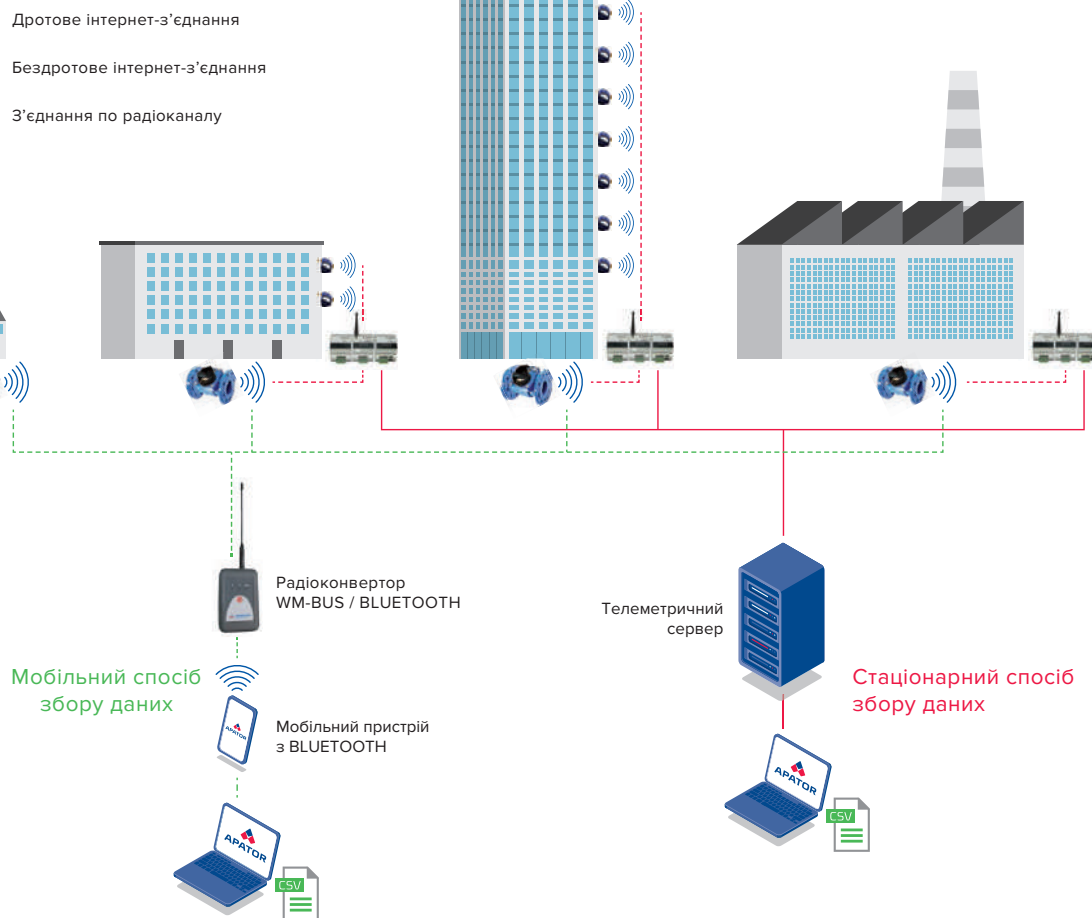 Дротове інтернет-з’єднання
Бездротове інтернет-з’єднання
З’єднання по радіоканалу
Радіоконвертор
WM-BUS / BLUETOOTH
Телеметричний
сервер
Мобільний спосіб
збору даних
Стаціонарний спосіб
збору даних
Мобільний пристрій
з BLUETOOTH
APATOR
APATOR
CSV
APATOR
CSV